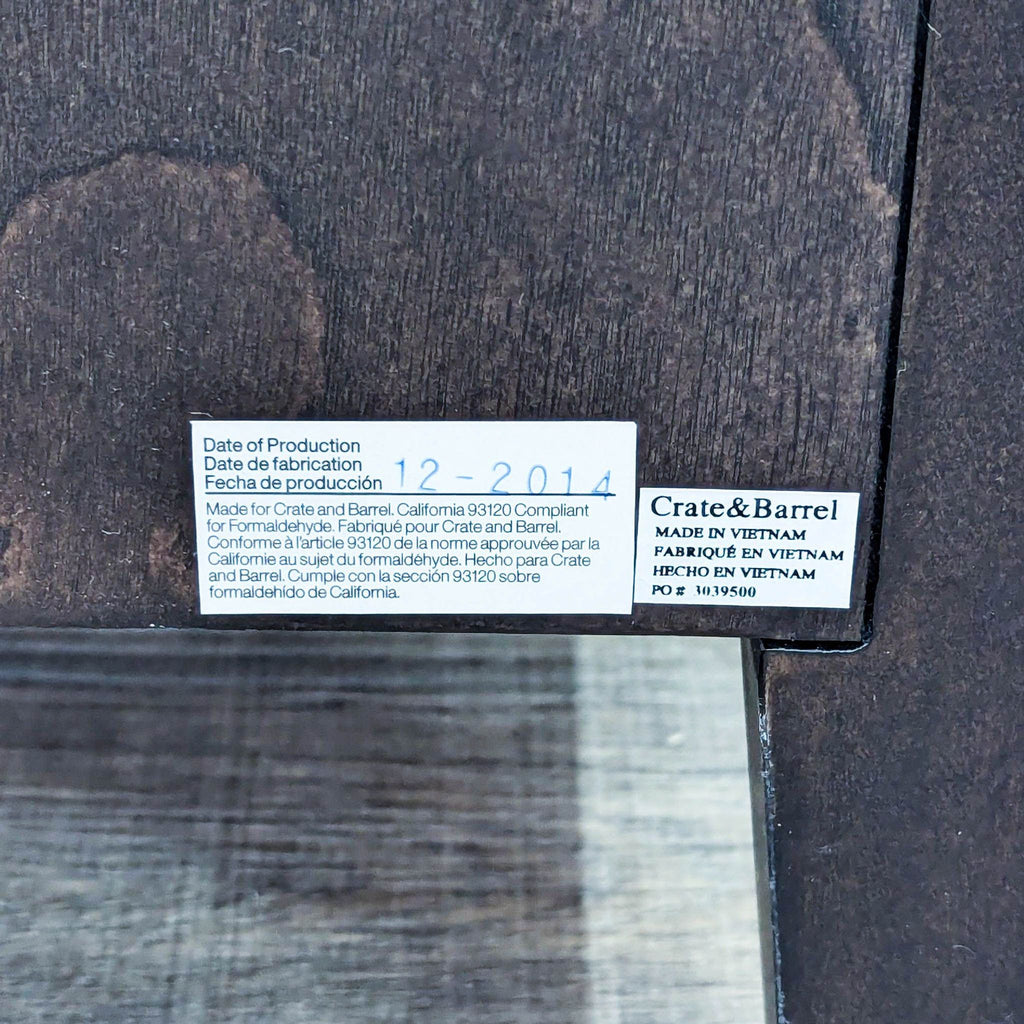 Date of Production
Date de fabrication
Fecha de producción 12-2014
Made for Crate and Barrel. California 93120 Compliant
for Formaldehyde. Fabriqué pour Crate and Barrel.
Conforme à l'article 93120 de la norme approuvée par la
Californie au sujet du formaldéhyde. Hecho para Crate
and Barrel. Cumple con la sección 93120 sobre
formaldehído de California.
Crate&Barrel
MADE IN VIETNAM
FABRIQUÉ EN VIETNAM
HECHO EN VIETNAM
PO # 3039500